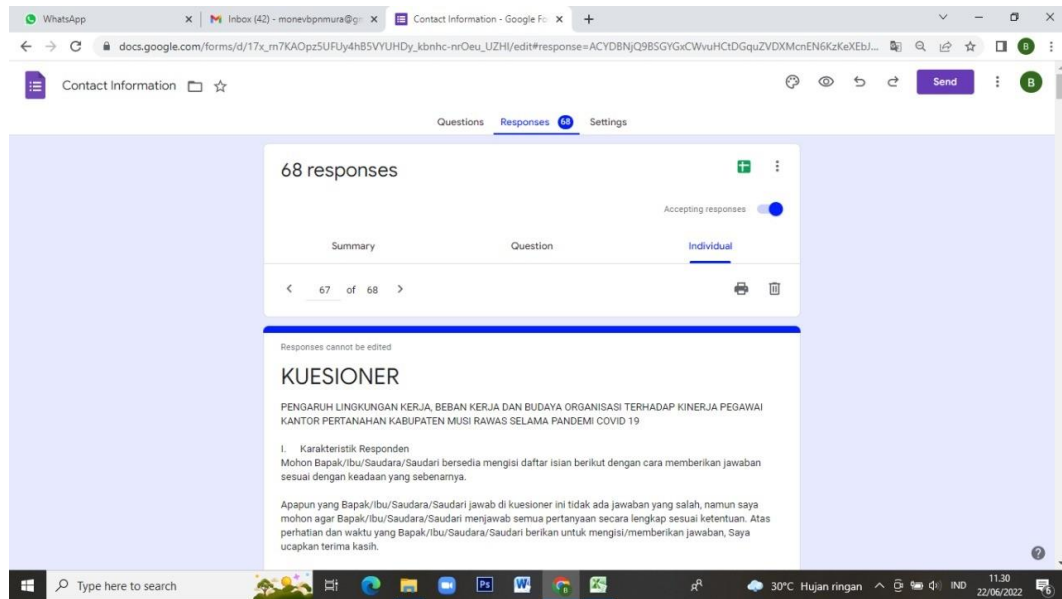 WhatsApp
Inbox (42) - monevbpnmura@gm
Contact Information - Google Fo
docs.google.com/forms/d/17x_rn7KAOpz5UFUy4hB5VYUHDy_kbnhc-nrOeu_UZHI/edit#response=ACYDBNjQ9BSGYGxCWvuHCtDGquZVDXMcnEN6KzKeXEbJ...
B
Contact Information
Send
B
Questions Responses 68 Settings
68 responses
Accepting responses
Summary Question Individual
67 of 68
Responses cannot be edited
KUESIONER
PENGARUH LINGKUNGAN KERJA, BEBAN KERJA DAN BUDAYA ORGANISASI TERHADAP KINERJA PEGAWAI
KANTOR PERTANAHAN KABUPATEN MUSI RAWAS SELAMA PANDEMI COVID 19
I. Karakteristik Responden
Mohon Bapak/Ibu/Saudara/Saudari bersedia mengisi daftar isian berikut dengan cara memberikan jawaban
sesuai dengan keadaan yang sebenarnya.
Apapun yang Bapak/Ibu/Saudara/Saudari jawab di kuesioner ini tidak ada jawaban yang salah, namun saya
mohon agar Bapak/Ibu/Saudara/Saudari menjawab semua pertanyaan secara lengkap sesuai ketentuan. Atas
perhatian dan waktu yang Bapak/Ibu/Saudara/Saudari berikan untuk mengisi/memberikan jawaban, Saya
ucapkan terima kasih.
Type here to search
Ps
30°C Hujan ringan
IND
11.30
22/06/2022
6